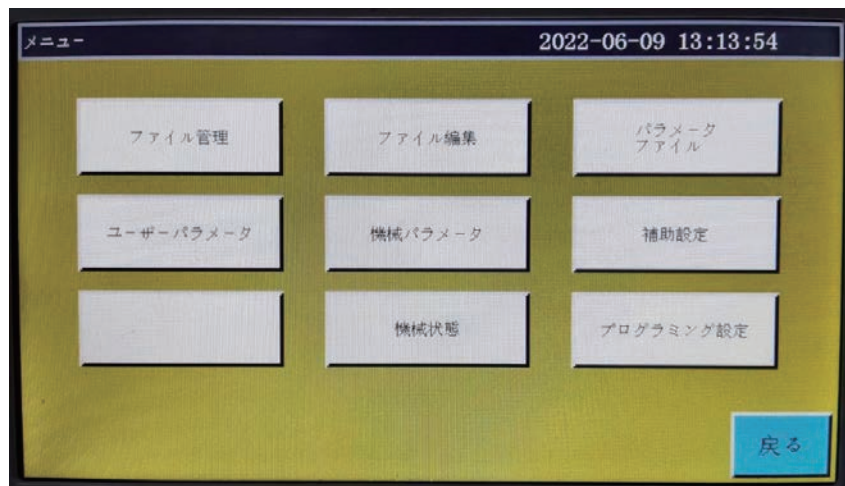 メニュー 2022-06-09 13:13:54
ファイル管理
ファイル編集
パラメータ
ファイル
ユーザーパラメータ
機械パラメータ
補助設定
機械状態
プログラミング設定
戻る